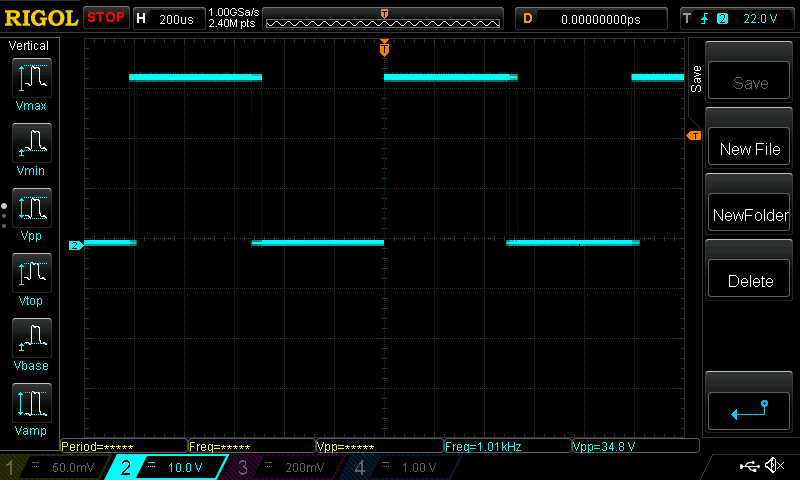 RIGOL STOP H 200us 1.00GSa/s 2.40M pts T D 0.00000000ps T 2 22.0 V
Vertical
Vmax
Vmin
Vpp
Vtop
Vbase
Vamp
T
T
2
Save
Save
New File
NewFolder
Delete
Period=***** Freq=***** Vpp=***** Freq=1.01kHz Vpp=34.8 V
1 50.0mV 2 10.0 V 3 200mV 4 1.00 V